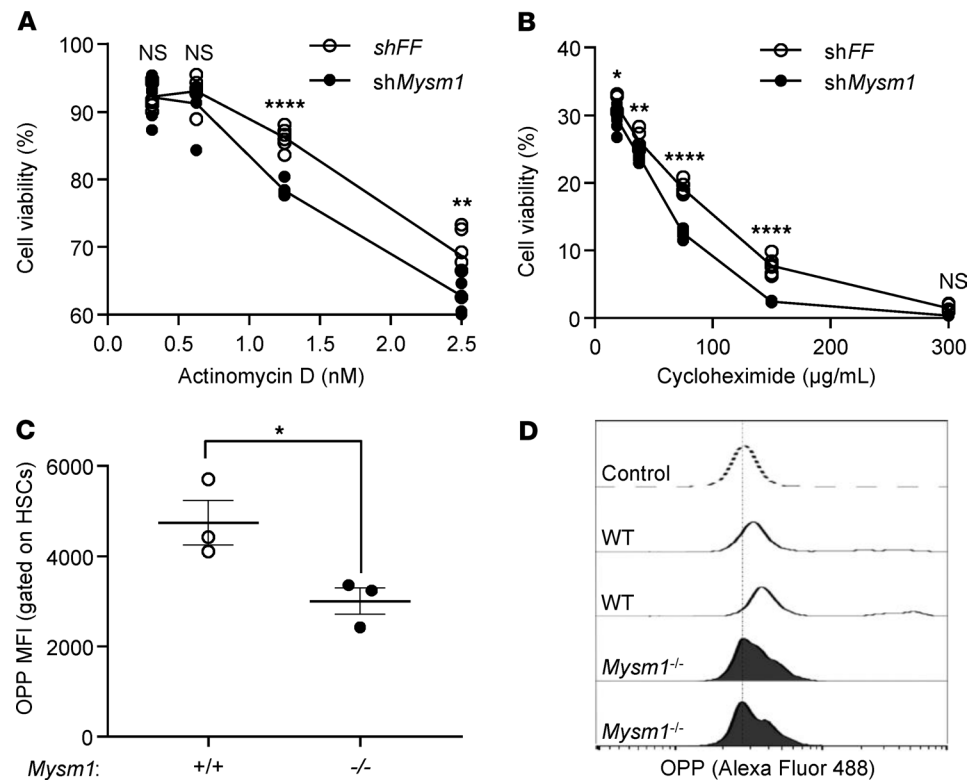 A
100
90
80
70
60
Cell viability (%)
NS
NS
****
**
shFF
shMysm1
0.0
0.5
1.0
1.5
2.0
2.5
Actinomycin D (nM)
B
40
30
20
10
0
Cell viability (%)
*
**
****
****
NS
shFF
shMysm1
0
100
200
300
Cycloheximide (µg/mL)
C
6000
4000
2000
0
OPP MFI (gated on HSCs)
*
Mysm1:
+/+
-/-
D
Control
WT
WT
Mysm1-/-
Mysm1-/-
OPP (Alexa Fluor 488)